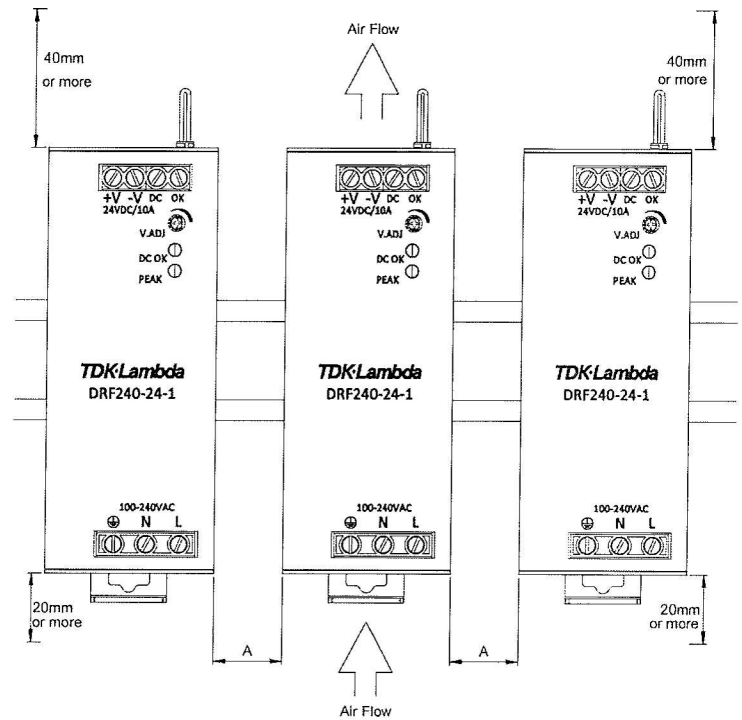 Air Flow
40mm
or more
40mm
or more
+V -V DC OK
24VDC/10A
V.ADJ
DC OK
PEAK
TDK·Lambda
DRF240-24-1
100-240VAC
N L
+V -V DC OK
24VDC/10A
V.ADJ
DC OK
PEAK
TDK·Lambda
DRF240-24-1
100-240VAC
N L
+V -V DC OK
24VDC/10A
V.ADJ
DC OK
PEAK
TDK·Lambda
DRF240-24-1
100-240VAC
N L
20mm
or more
A
A
20mm
or more
Air Flow